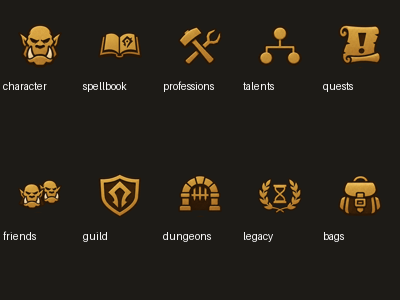 character spellbook professions talents quests
friends guild dungeons legacy bags